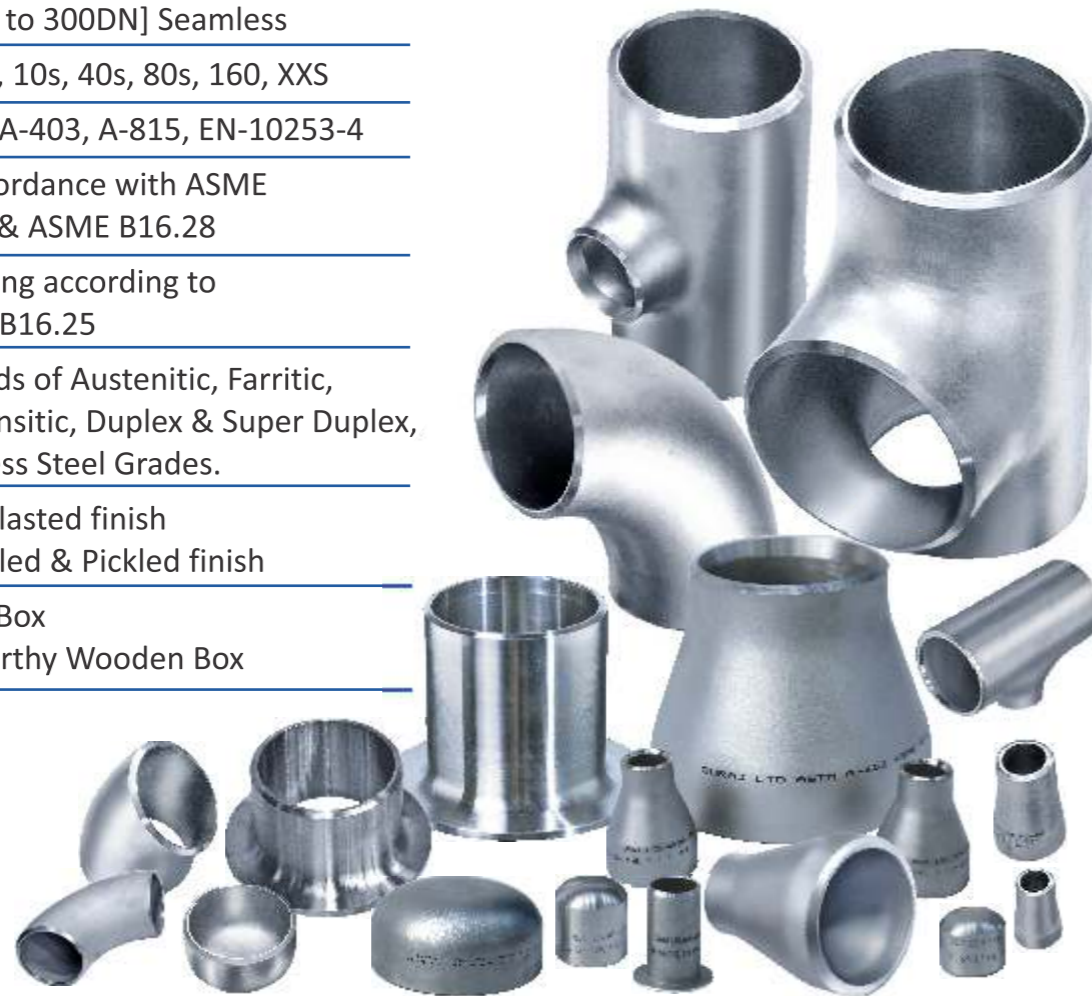 to 300DN] Seamless
, 10s, 40s, 80s, 160, XXS
A-403, A-815, EN-10253-4
ordance with ASME
& ASME B16.28
ng according to
B16.25
ds of Austenitic, Farritic,
nsitic, Duplex & Super Duplex,
ss Steel Grades.
lasted finish
led & Pickled finish
Box
rthy Wooden Box
LTD ASTM